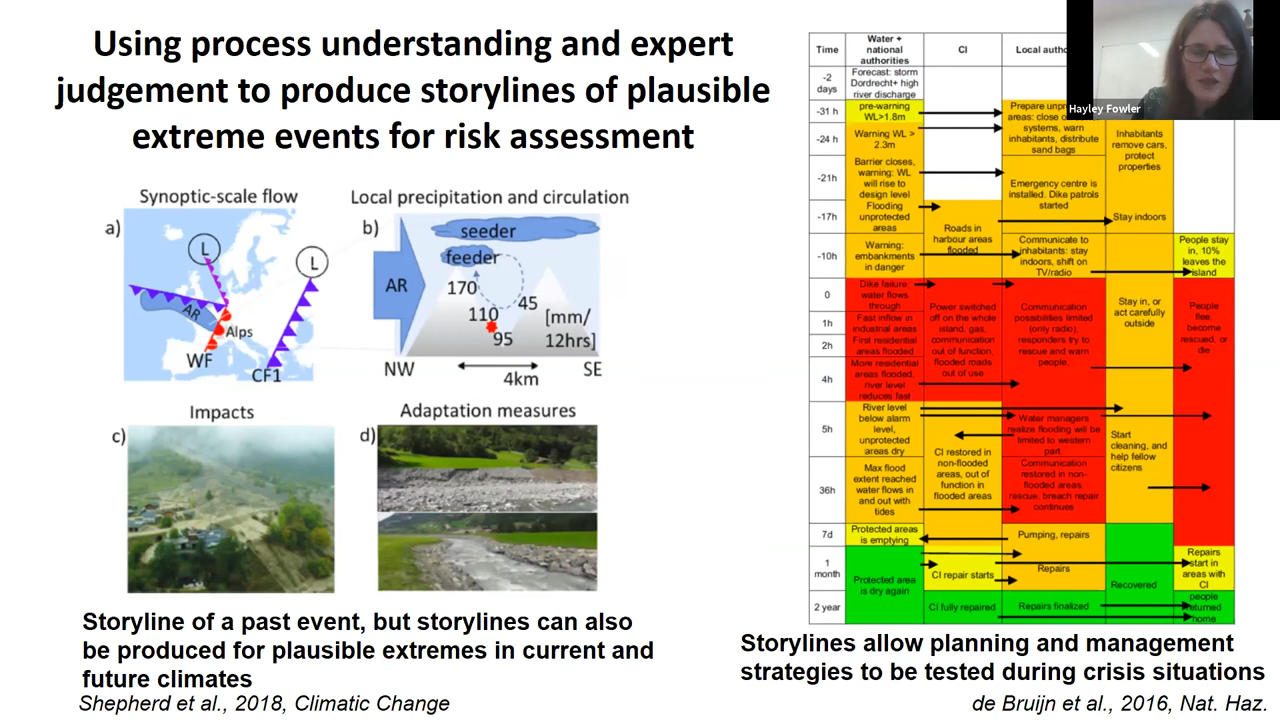 Using process understanding and expert
judgement to produce storylines of plausible
extreme events for risk assessment
Synoptic-scale flow
a)
L
L
AR
Alps
WF
CF1
Local precipitation and circulation
b)
seeder
feeder
AR
170
110
45
95
[mm/
12hrs]
NW
4km
SE
Impacts
c)
Adaptation measures
d)
Storyline of a past event, but storylines can also
be produced for plausible extremes in current and
future climates
Shepherd et al., 2018, Climatic Change
Hayley Fowler
Time
Water +
national
authorities
CI
Local
-2
days
Forecast: storm
Dordrecht+ high
river discharge
-31 h
pre-warning
WL>1.8m
Prepare
areas: close
systems, warn
inhabitants, distribute
sand bags
-24 h
Warning WL >
2.3m
Inhabitants
remove cars,
protect
properties
-21h
Barrier closes,
warning: WL
will rise to
design level
Emergency centre is
installed. Dike patrols
started
-17h
Flooding
unprotected
areas
Roads in
harbour areas
flooded
Stay indoors
-10h
Warning:
embankments
in danger
Communicate to
inhabitants: stay
indoors, shift on
TV/radio
People stay
in, 10%
leaves the
island
0
Dike failure,
water flows
through
Power switched
off on the whole
island, gas,
communication
out of function,
flooded roads
out of use
Communication
possibilities limited
(only radio),
responders try to
rescue and warn
people,
Stay in, or
act carefully
outside
People
flee,
become
rescued, or
die
1h
Fast inflow in
industrial areas
2h
First residential
areas flooded
4h
More residential
areas flooded,
river level
reduces fast
5h
River level
below alarm
level,
unprotected
areas dry
CI restored in
non-flooded
areas, out of
function in
flooded areas
Water managers
realize flooding will be
limited to western
part
Start
cleaning, and
help fellow
citizens
36h
Max flood
extent reached
water flows in
and out with
tides
Communication
restored in non-
flooded areas,
rescue, breach repair
continues
7d
Protected areas
is emptying
Pumping, repairs
1
month
Protected area
is dry again
CI repair starts
Repairs
Recovered
Repairs
start in
areas with
CI
2 year
CI fully repaired
Repairs finalized
people
returned
home
Storylines allow planning and management
strategies to be tested during crisis situations
de Bruijn et al., 2016, Nat. Haz.